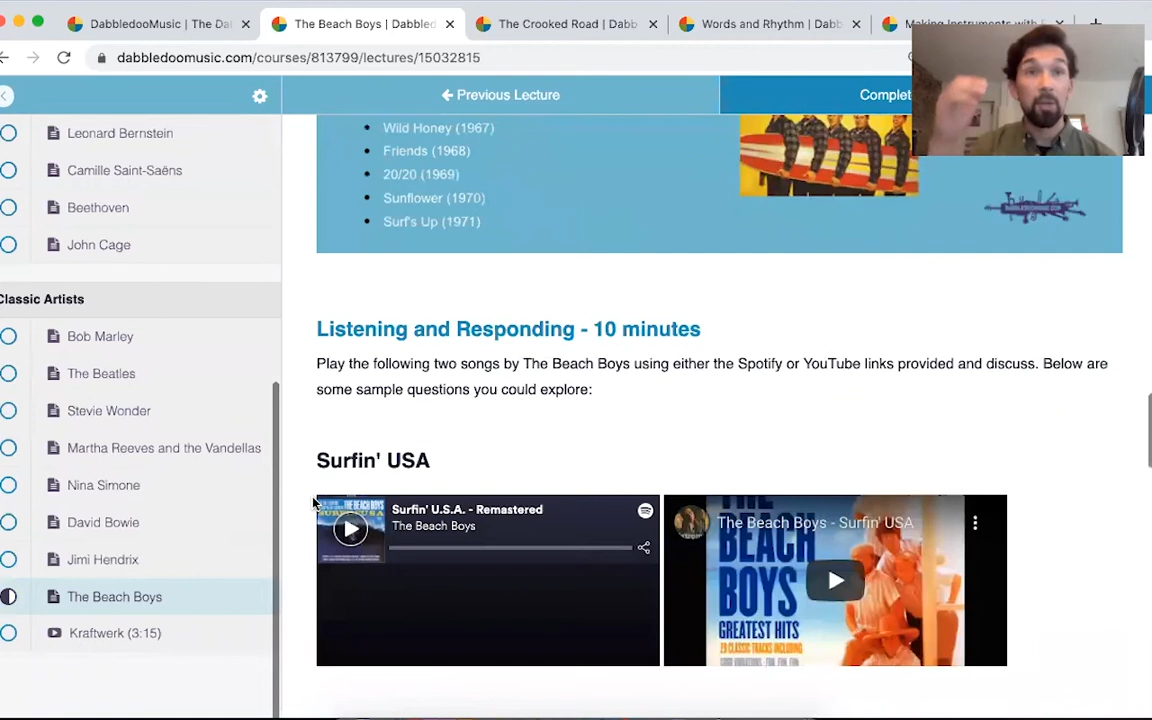 DabbledooMusic | The Da
The Beach Boys | Dabbled
The Crooked Road | Dabb
Words and Rhythm | Dabb
Making Instruments with
dabbledoomusic.com/courses/813799/lectures/15032815
Previous Lecture
Complet
Leonard Bernstein
Camille Saint-Saëns
Beethoven
John Cage
Classic Artists
Bob Marley
The Beatles
Stevie Wonder
Martha Reeves and the Vandellas
Nina Simone
David Bowie
Jimi Hendrix
The Beach Boys
Kraftwerk (3:15)
• Wild Honey (1967)
• Friends (1968)
• 20/20 (1969)
• Sunflower (1970)
• Surf's Up (1971)
Listening and Responding - 10 minutes
Play the following two songs by The Beach Boys using either the Spotify or YouTube links provided and discuss. Below are
some sample questions you could explore:
Surfin' USA
Surfin' U.S.A. - Remastered
The Beach Boys
The Beach Boys - Surfin' USA
THE
BEACH
BOYS
GREATEST HITS